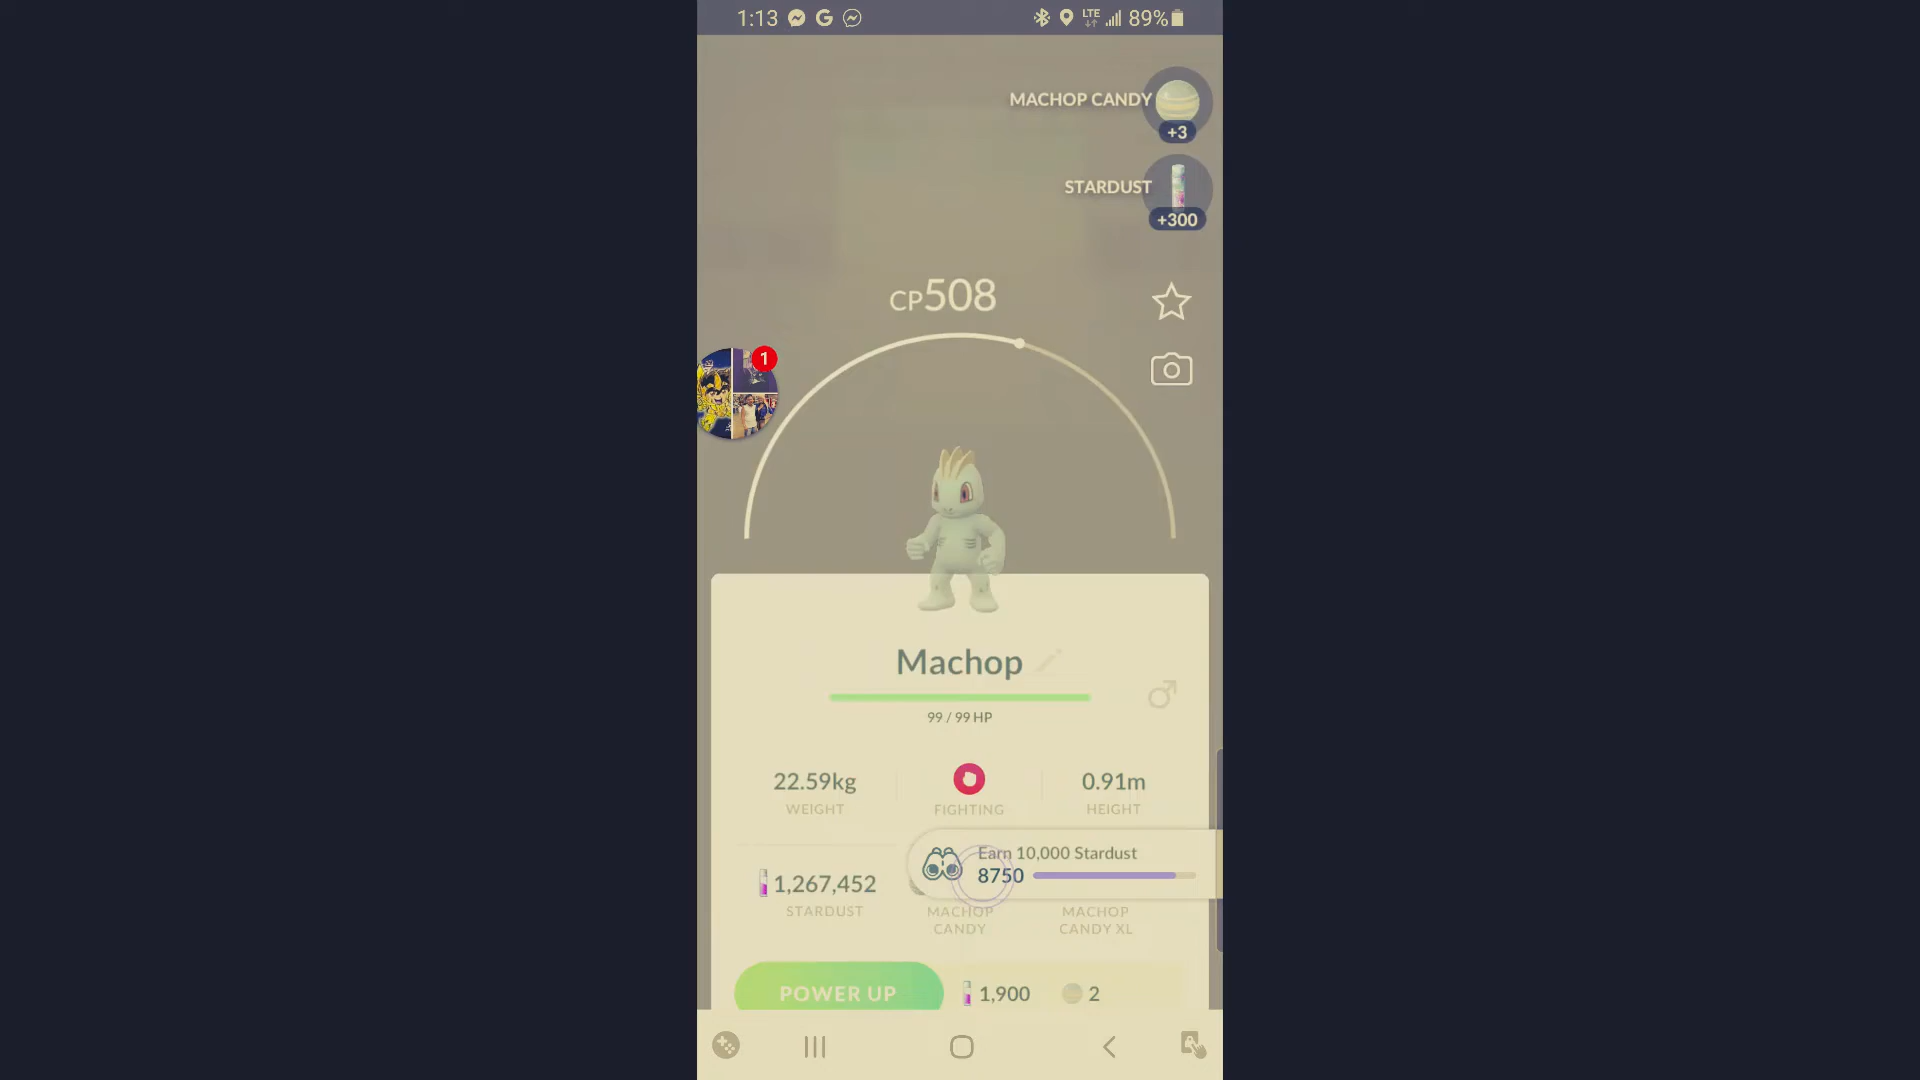 1:13
LTE
89%
MACHOP CANDY
+3
STARDUST
+300
CP508
1
Machop
99 / 99 HP
22.59kg
WEIGHT
FIGHTING
0.91m
HEIGHT
Earn 10,000 Stardust
8750
1,267,452
STARDUST
MACHOP
CANDY
MACHOP
CANDY XL
POWER UP
1,900
2